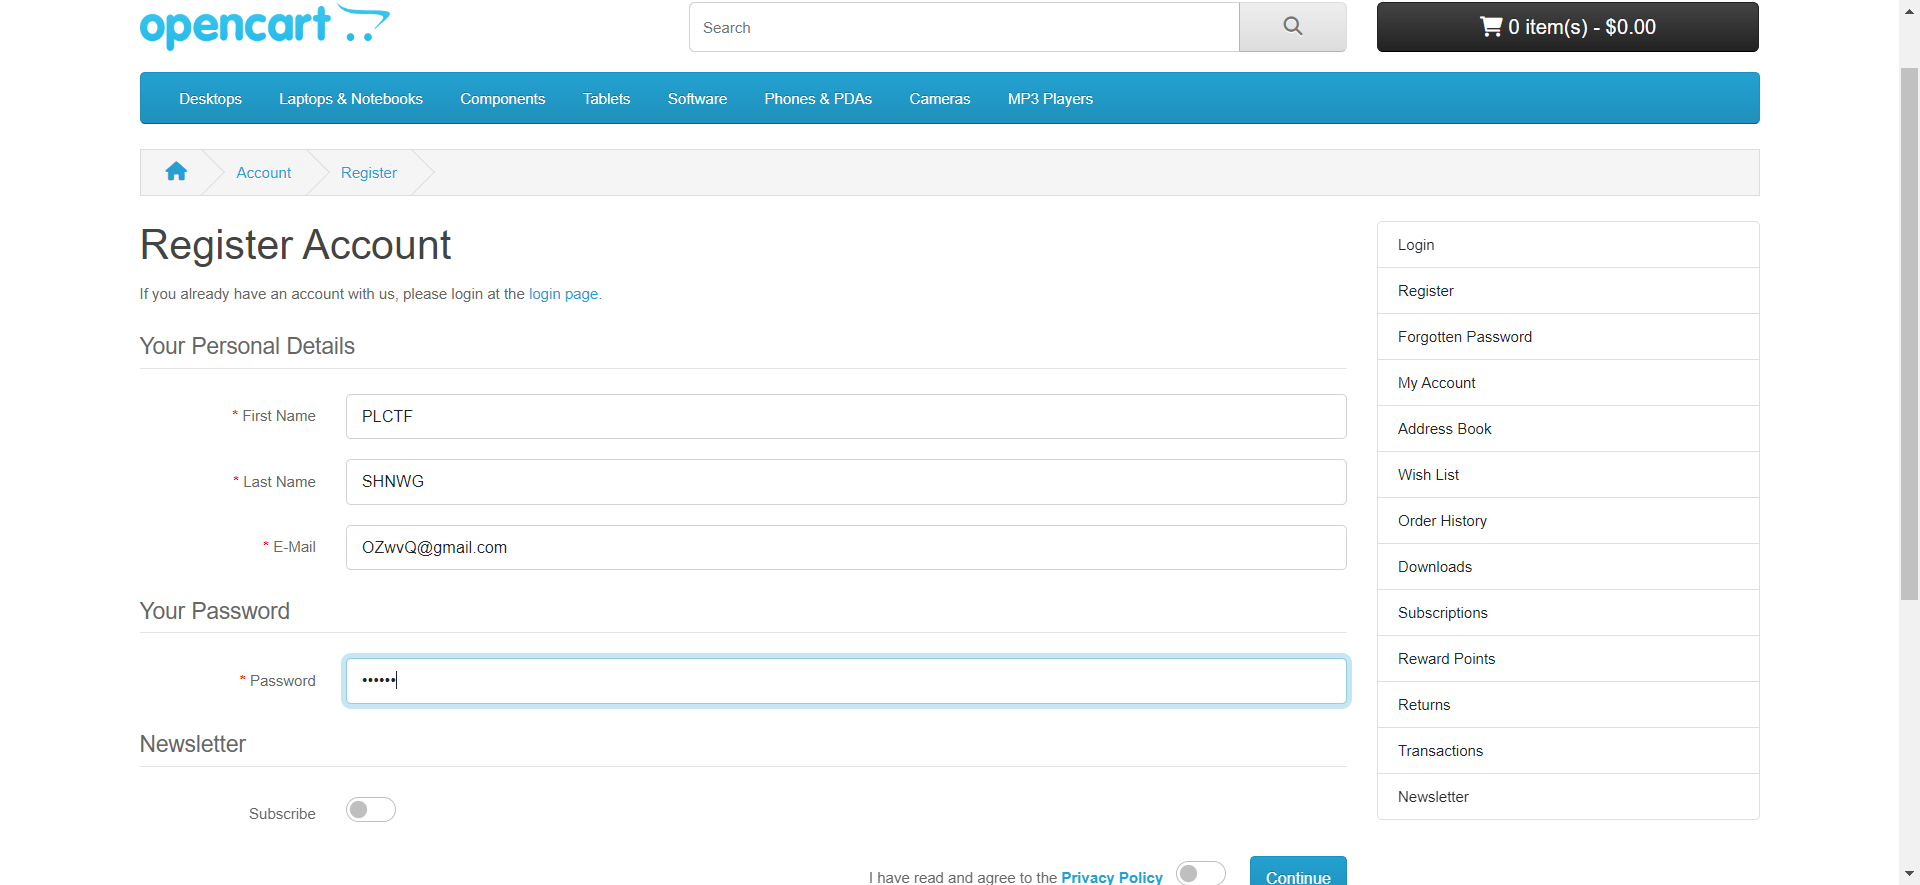 opencart
Search
0 item(s) - $0.00
Desktops Laptops & Notebooks Components Tablets Software Phones & PDAs Cameras MP3 Players
Account Register
Register Account
If you already have an account with us, please login at the login page.
Your Personal Details
* First Name PLCTF
* Last Name SHNWG
* E-Mail OZwvQ@gmail.com
Your Password
* Password ••••••
Newsletter
Subscribe
I have read and agree to the Privacy Policy Continue
Login
Register
Forgotten Password
My Account
Address Book
Wish List
Order History
Downloads
Subscriptions
Reward Points
Returns
Transactions
Newsletter